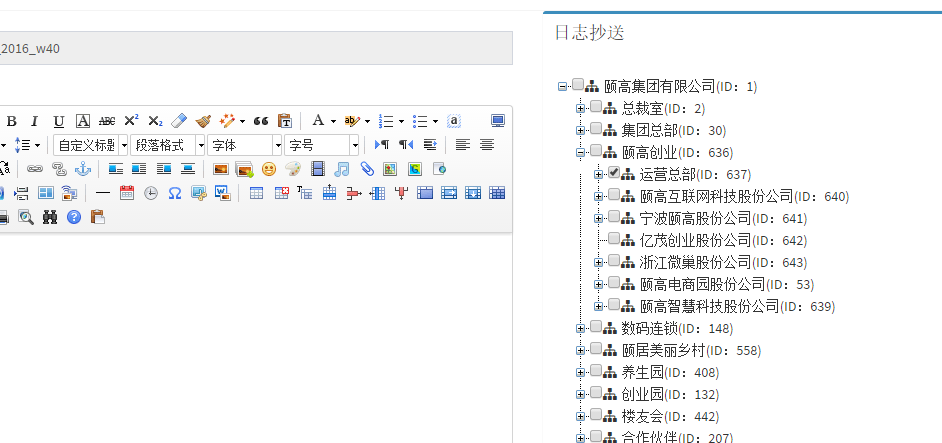 _2016_w40
B I U A ABC X² X₂
自定义标题 段落格式 字体 字号
日志抄送
颐高集团有限公司(ID：1)
总裁室(ID：2)
集团总部(ID：30)
颐高创业(ID：636)
运营总部(ID：637)
颐高互联网科技股份公司(ID：640)
宁波颐高股份公司(ID：641)
亿茂创业股份公司(ID：642)
浙江微巢股份公司(ID：643)
颐高电商园股份公司(ID：53)
颐高智慧科技股份公司(ID：639)
数码连锁(ID：148)
颐居美丽乡村(ID：558)
养生园(ID：408)
创业园(ID：132)
楼友会(ID：442)
合作伙伴(ID：207)